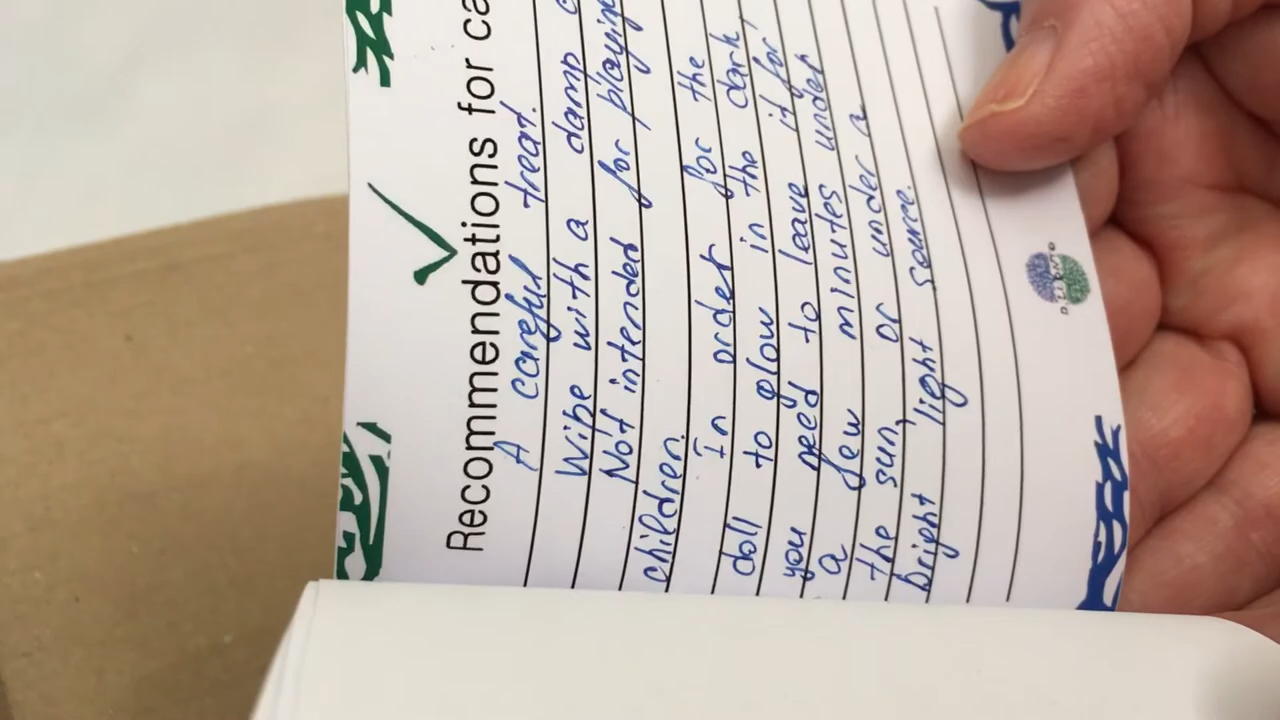 Recommendations for ca
A careful treat.
Wipe with a damp c
Not intended for playing
children.
In order for the
doll to glow in the dark,
you need to leave it for
a few minutes under
the sun, or under a
bright light source.